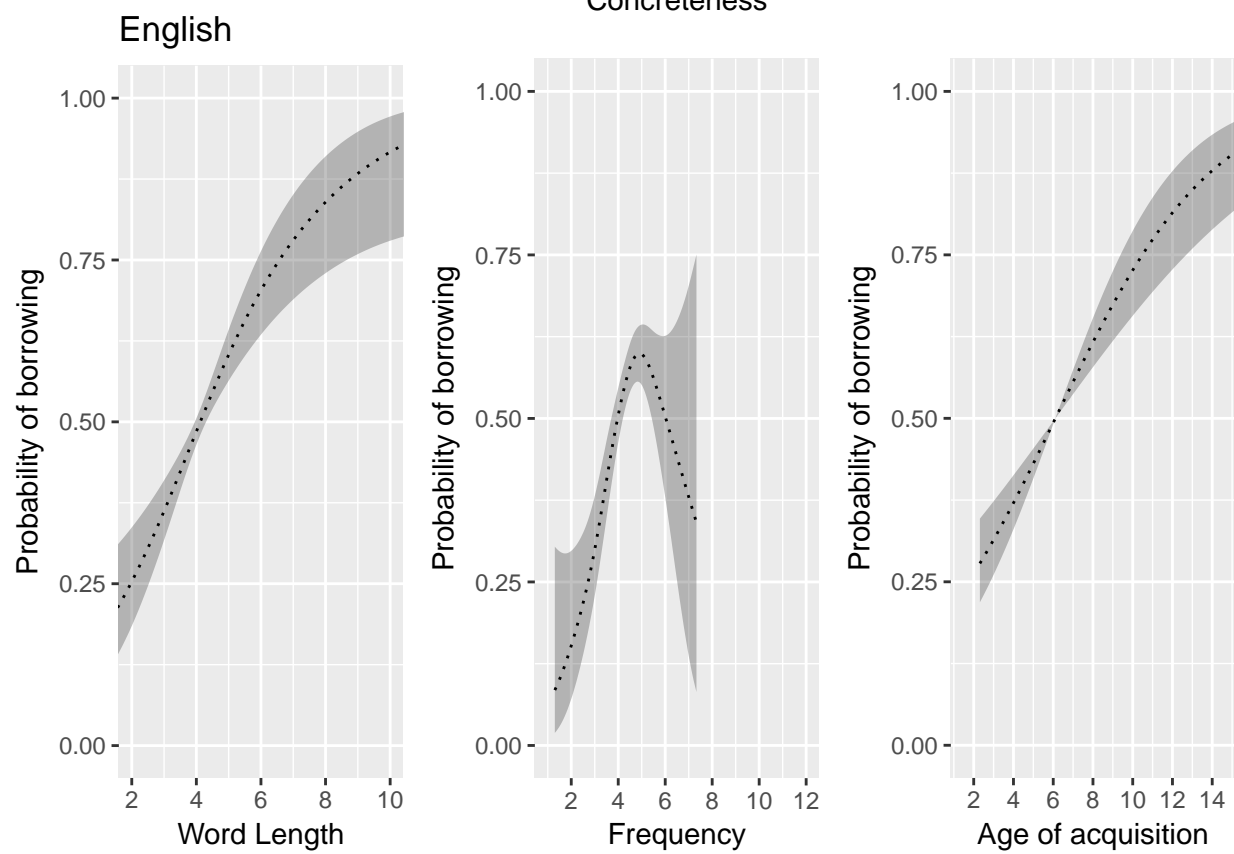 Concreteness
English
1.00
0.75
0.50
0.25
0.00
Probability of borrowing
2 4 6 8 10
Word Length
1.00
0.75
0.50
0.25
0.00
Probability of borrowing
2 4 6 8 10 12
Frequency
1.00
0.75
0.50
0.25
0.00
Probability of borrowing
2 4 6 8 10 12 14
Age of acquisition